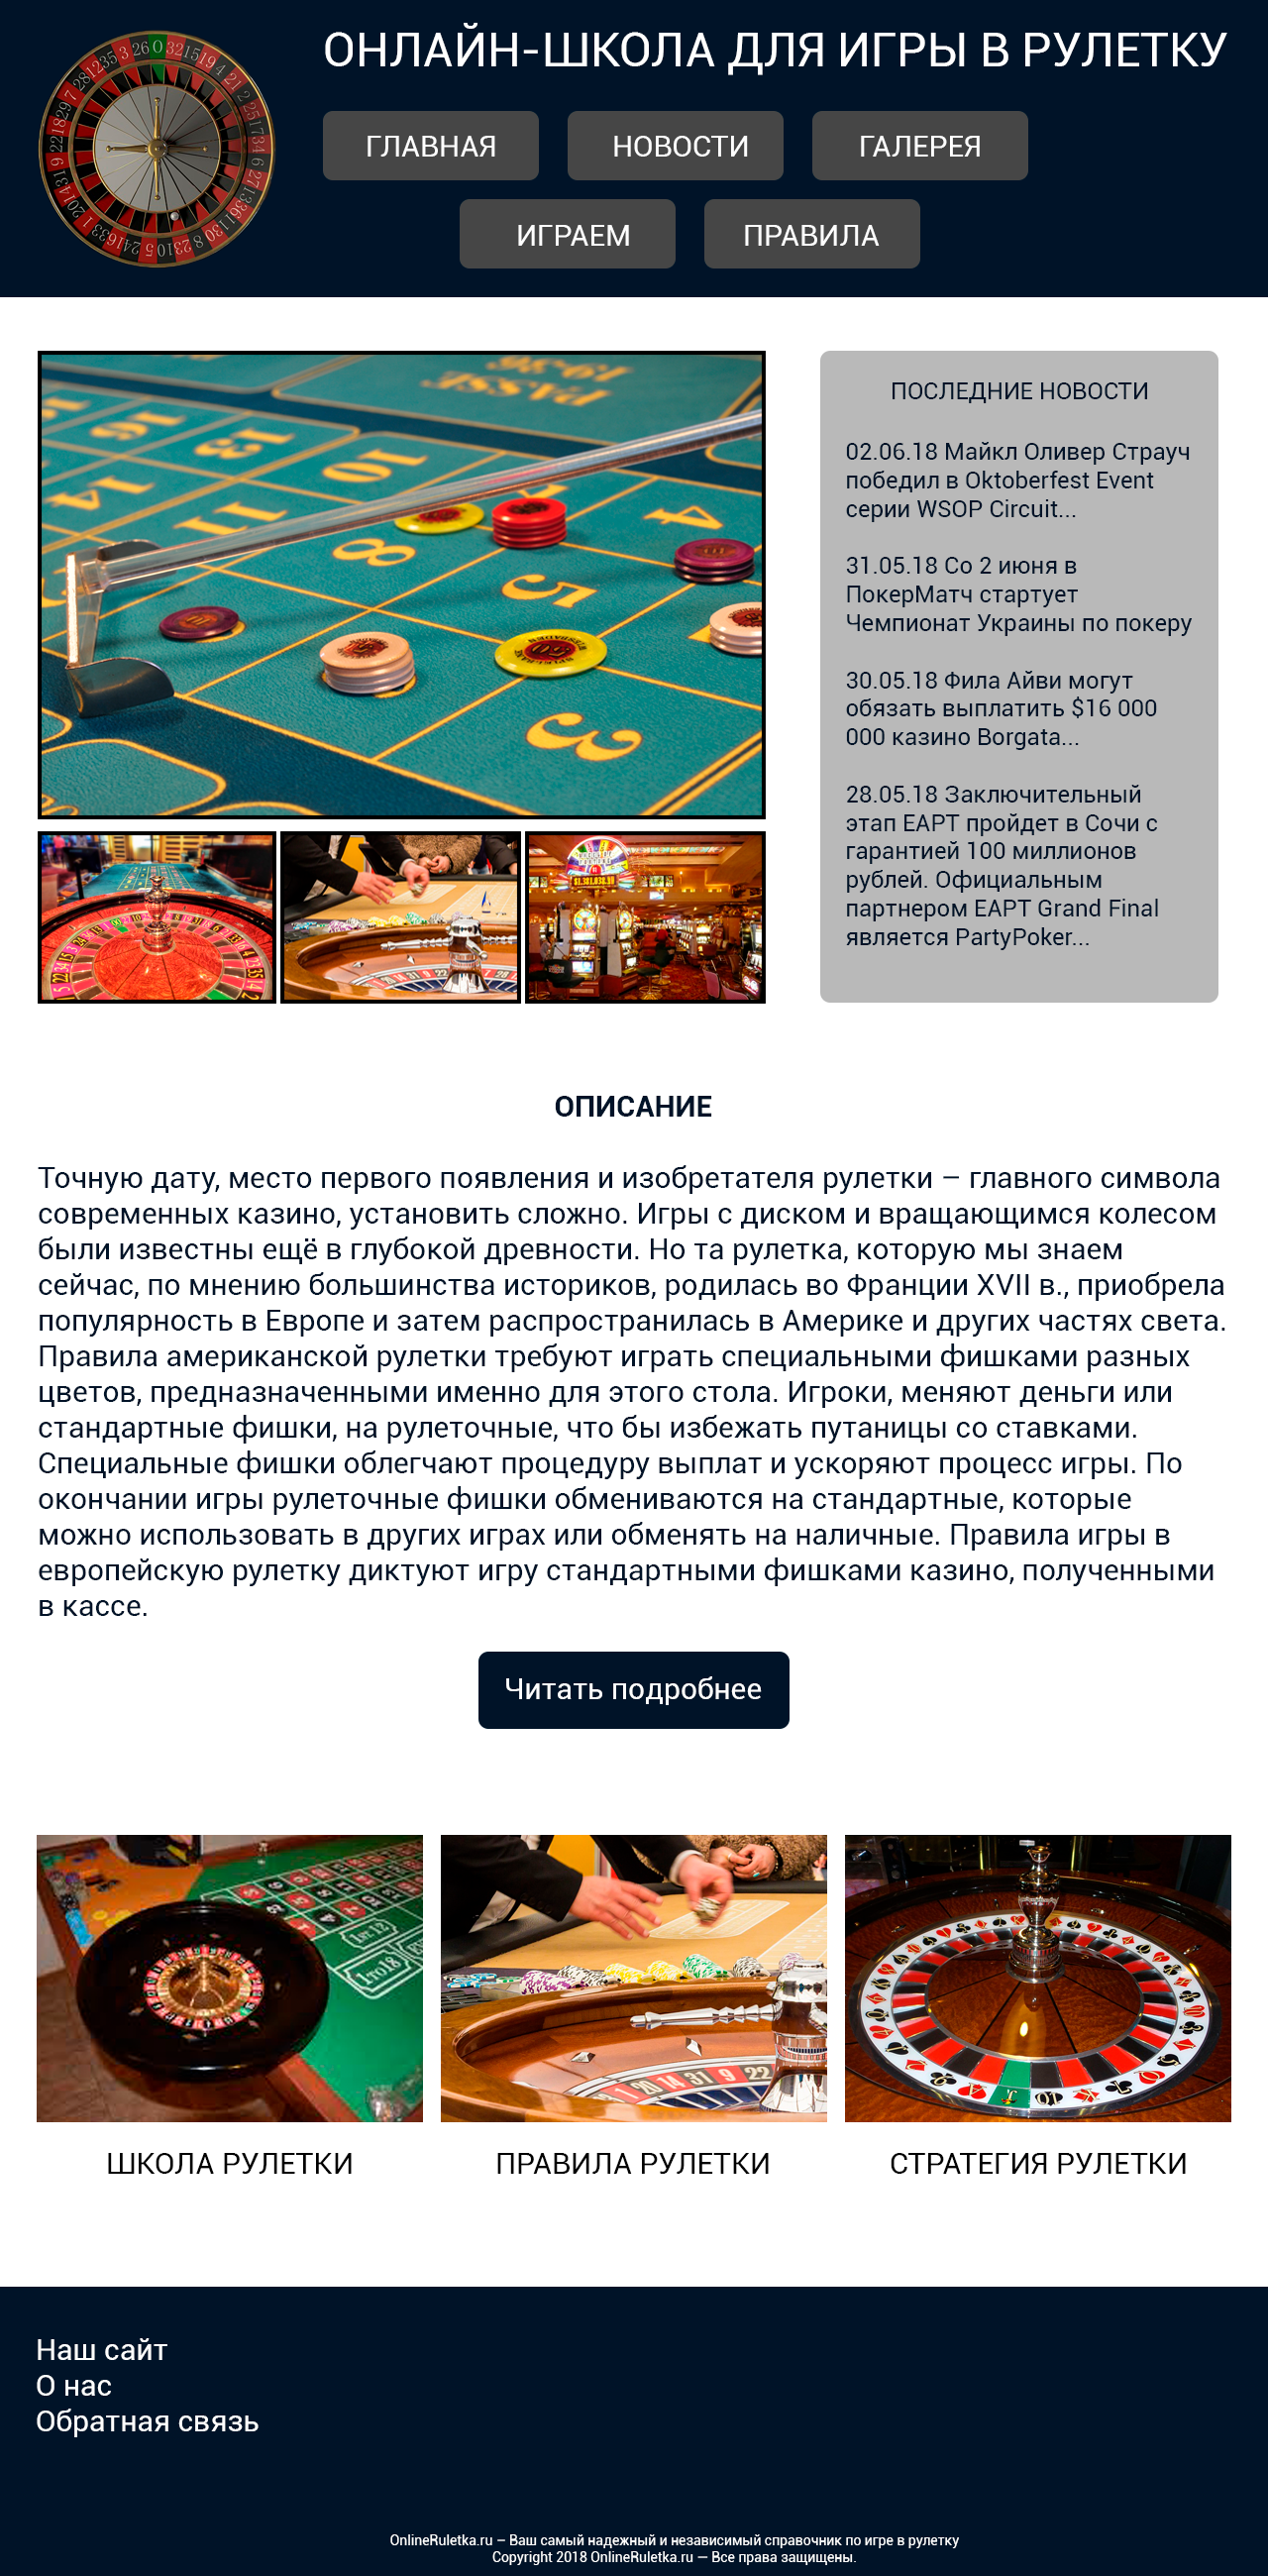 ОНЛАЙН-ШКОЛА ДЛЯ ИГРЫ В РУЛЕТКУ
ГЛАВНАЯ
НОВОСТИ
ГАЛЕРЕЯ
ИГРАЕМ
ПРАВИЛА
ПОСЛЕДНИЕ НОВОСТИ
02.06.18 Майкл Оливер Страуч
победил в Oktoberfest Event
серии WSOP Circuit...
31.05.18 Со 2 июня в
ПокерМатч стартует
Чемпионат Украины по покеру
30.05.18 Фила Айви могут
обязать выплатить $16 000
000 казино Borgata...
28.05.18 Заключительный
этап EAPT пройдет в Сочи с
гарантией 100 миллионов
рублей. Официальным
партнером EAPT Grand Final
является PartyPoker...
ОПИСАНИЕ
Точную дату, место первого появления и изобретателя рулетки – главного символа
современных казино, установить сложно. Игры с диском и вращающимся колесом
были известны ещё в глубокой древности. Но та рулетка, которую мы знаем
сейчас, по мнению большинства историков, родилась во Франции XVII в., приобрела
популярность в Европе и затем распространилась в Америке и других частях света.
Правила американской рулетки требуют играть специальными фишками разных
цветов, предназначенными именно для этого стола. Игроки, меняют деньги или
стандартные фишки, на рулеточные, что бы избежать путаницы со ставками.
Специальные фишки облегчают процедуру выплат и ускоряют процесс игры. По
окончании игры рулеточные фишки обмениваются на стандартные, которые
можно использовать в других играх или обменять на наличные. Правила игры в
европейскую рулетку диктуют игру стандартными фишками казино, полученными
в кассе.
Читать подробнее
ШКОЛА РУЛЕТКИ
ПРАВИЛА РУЛЕТКИ
СТРАТЕГИЯ РУЛЕТКИ
Наш сайт
О нас
Обратная связь
OnlineRuletka.ru – Ваш самый надежный и независимый справочник по игре в рулетку
Copyright 2018 OnlineRuletka.ru — Все права защищены.